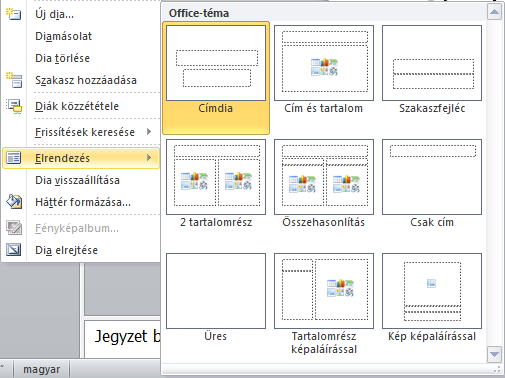 Új dia...
Diamásolat
Dia törlése
Szakasz hozzáadása
Diák közzététele
Frissítések keresése
Elrendezés
Dia visszaállítása
Háttér formázása...
Fényképalbum...
Dia elrejtése
Office-téma
Címdia
Cím és tartalom
Szakaszfejléc
2 tartalomrész
Összehasonlítás
Csak cím
Üres
Tartalomrész képaláírással
Kép képaláírással
Jegyzet b
magyar